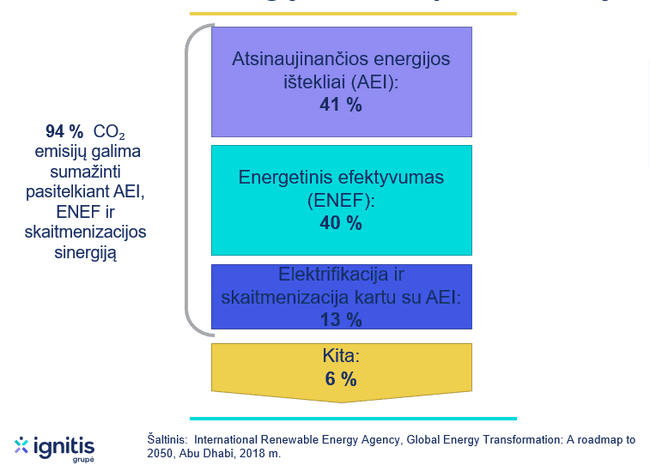 Atsinaujinančios energijos
ištekliai (AEI):
41 %
94 % CO₂
emisijų galima
sumažinti
pasitelkiant AEI,
ENEF ir
skaitmenizacijos
sinergiją
Energetinis efektyvumas
(ENEF):
40 %
Elektrifikacija ir
skaitmenizacija kartu su AEI:
13 %
Kita:
6 %
ignitis
grupė
Šaltinis: International Renewable Energy Agency, Global Energy Transformation: A roadmap to
2050, Abu Dhabi, 2018 m.